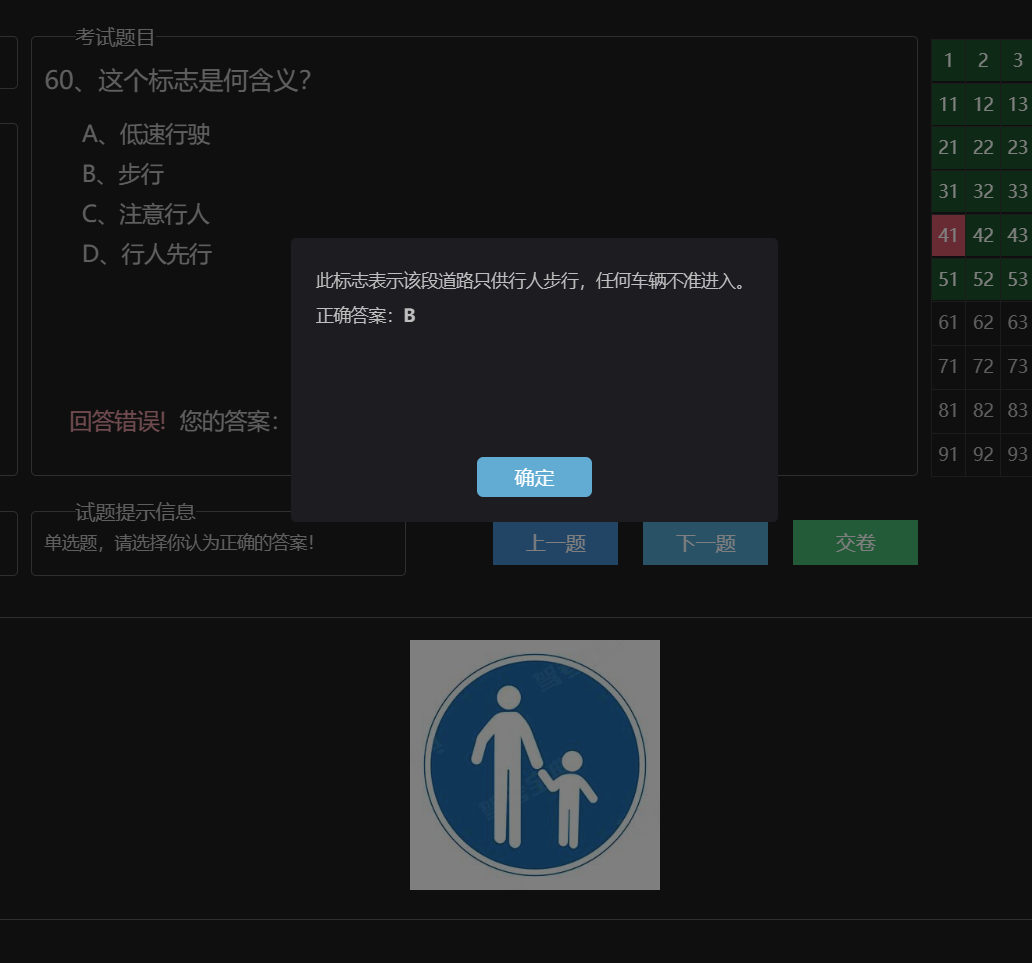 考试题目
60、这个标志是何含义？
A、低速行驶
B、步行
C、注意行人
D、行人先行
此标志表示该段道路只供行人步行，任何车辆不准进入。
正确答案：B
确定
回答错误! 您的答案：
试题提示信息
单选题，请选择你认为正确的答案！
上一题 下一题 交卷
1 2 3
11 12 13
21 22 23
31 32 33
41 42 43
51 52 53
61 62 63
71 72 73
81 82 83
91 92 93